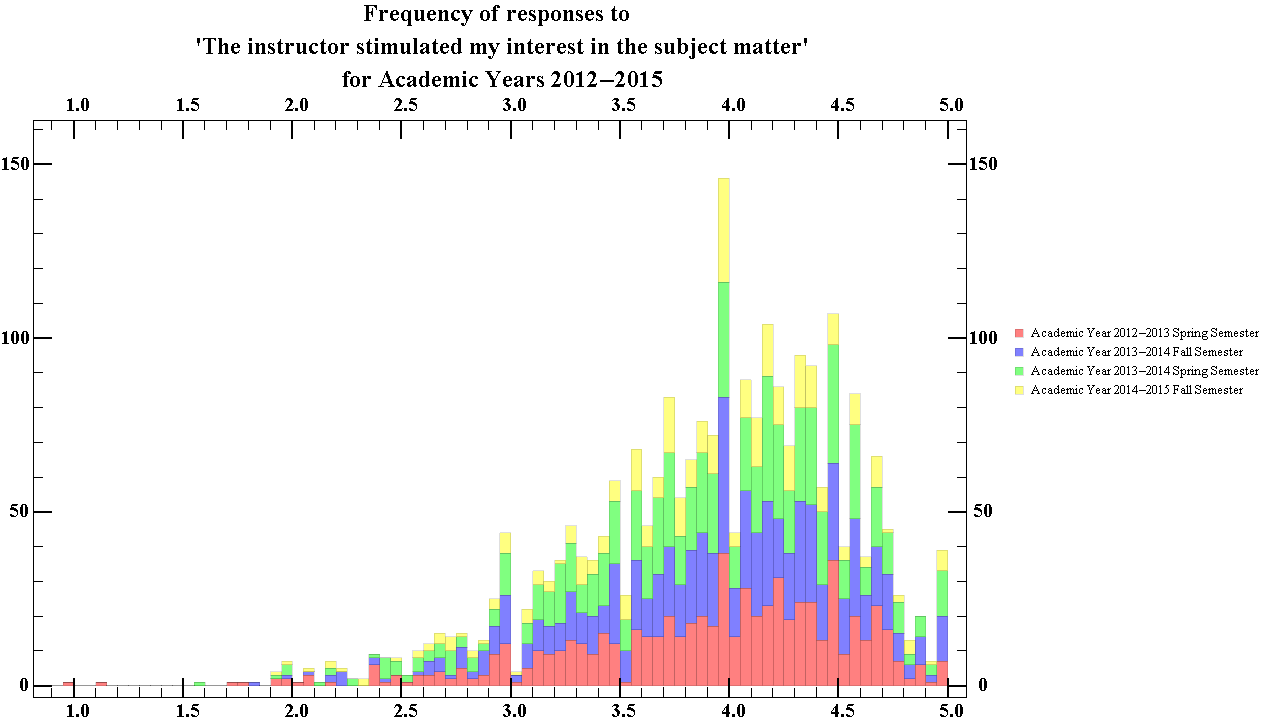 Frequency of responses to
'The instructor stimulated my interest in the subject matter'
for Academic Years 2012–2015
1.0 1.5 2.0 2.5 3.0 3.5 4.0 4.5 5.0
150 150
100 100
Academic Year 2012–2013 Spring Semester
Academic Year 2013–2014 Fall Semester
Academic Year 2013–2014 Spring Semester
Academic Year 2014–2015 Fall Semester
50 50
0 0
1.0 1.5 2.0 2.5 3.0 3.5 4.0 4.5 5.0